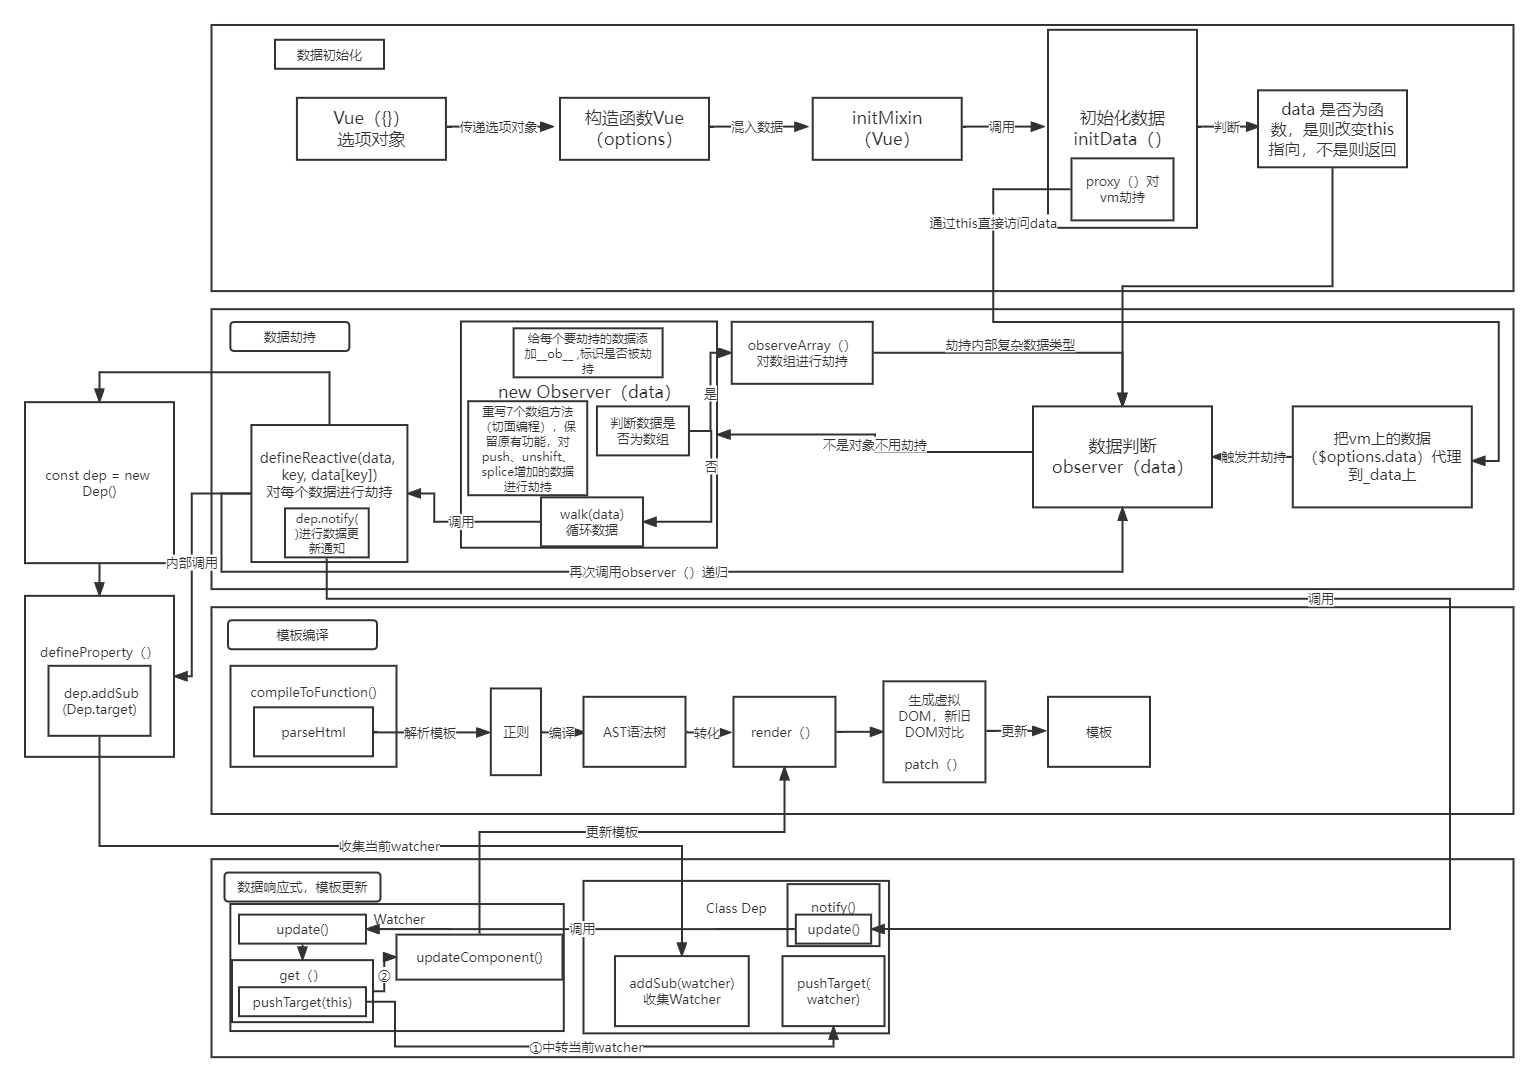 数据初始化
Vue（{}）
选项对象
传递选项对象
构造函数Vue
（options）
混入数据
initMixin
（Vue）
调用
初始化数据
initData（）
proxy（）对
vm劫持
判断
data 是否为函
数，是则改变this
指向，不是则返回
通过this直接访问data
数据劫持
给每个要劫持的数据添
加__ob__ ,标识是否被劫
持
new Observer（data）
重写7个数组方法
（切面编程），保
留原有功能，对
push、unshift、
splice增加的数据
进行劫持
判断数据是
否为数组
是
否
walk(data)
循环数据
observeArray（）
对数组进行劫持
劫持内部复杂数据类型
不是对象不用劫持
数据判断
observer（data）
触发并劫持
把vm上的数据
（$options.data）代理
到_data上
调用
defineReactive(data,
key, data[key])
对每个数据进行劫持
dep.notify(
)进行数据更
新通知
再次调用observer（）递归
const dep = new
Dep()
内部调用
defineProperty（）
dep.addSub
(Dep.target)
调用
模板编译
compileToFunction()
parseHtml
解析模板
正则
编译
AST语法树
转化
render（）
生成虚拟
DOM，新旧
DOM对比
patch（）
更新
模板
更新模板
收集当前watcher
数据响应式，模板更新
Watcher
update()
get（）
pushTarget(this)
②
updateComponent()
调用
Class Dep
notify()
update()
addSub(watcher)
收集Watcher
pushTarget(
watcher)
①中转当前watcher